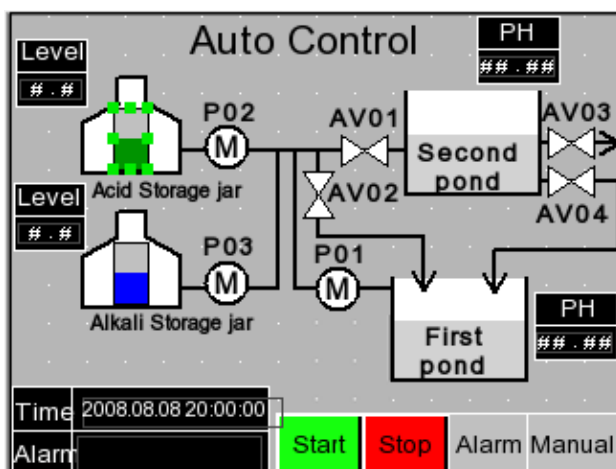 Auto Control
Level
#.#
PH
##.##
P02
M
AV01
AV03
Second
pond
Acid Storage jar
AV02
AV04
Level
#.#
P03
M
P01
M
Alkali Storage jar
First
pond
PH
##.##
Time
2008.08.08 20:00:00
Alarm
Start
Stop
Alarm
Manual